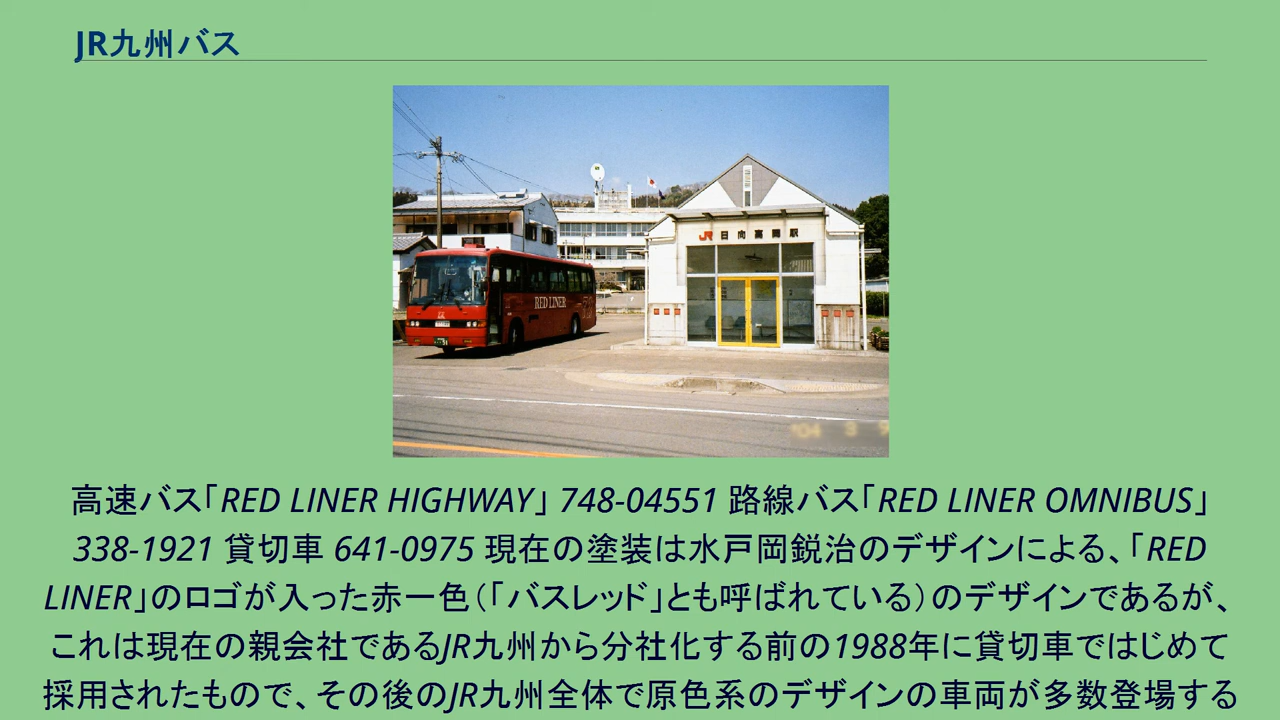 JR九州バス
JR 日向高岡駅
RED LINER
'04 3 9
高速バス「RED LINER HIGHWAY」 748-04551 路線バス「RED LINER OMNIBUS」
338-1921 貸切車 641-0975 現在の塗装は水戸岡鋭治のデザインによる、「RED
LINER」のロゴが入った赤一色（「バスレッド」とも呼ばれている）のデザインであるが、
これは現在の親会社であるJR九州から分社化する前の1988年に貸切車ではじめて
採用されたもので、その後のJR九州全体で原色系のデザインの車両が多数登場する